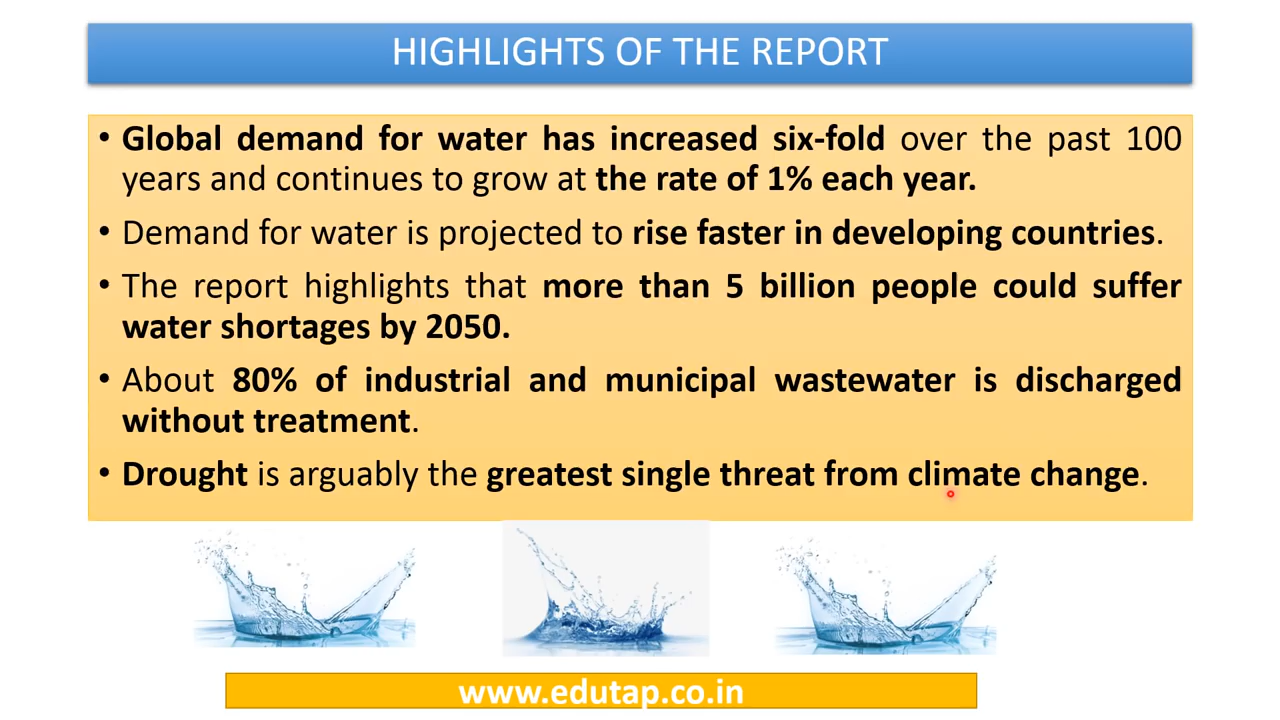 HIGHLIGHTS OF THE REPORT
• Global demand for water has increased six-fold over the past 100
years and continues to grow at the rate of 1% each year.
• Demand for water is projected to rise faster in developing countries.
• The report highlights that more than 5 billion people could suffer
water shortages by 2050.
• About 80% of industrial and municipal wastewater is discharged
without treatment.
• Drought is arguably the greatest single threat from climate change.
www.edutap.co.in